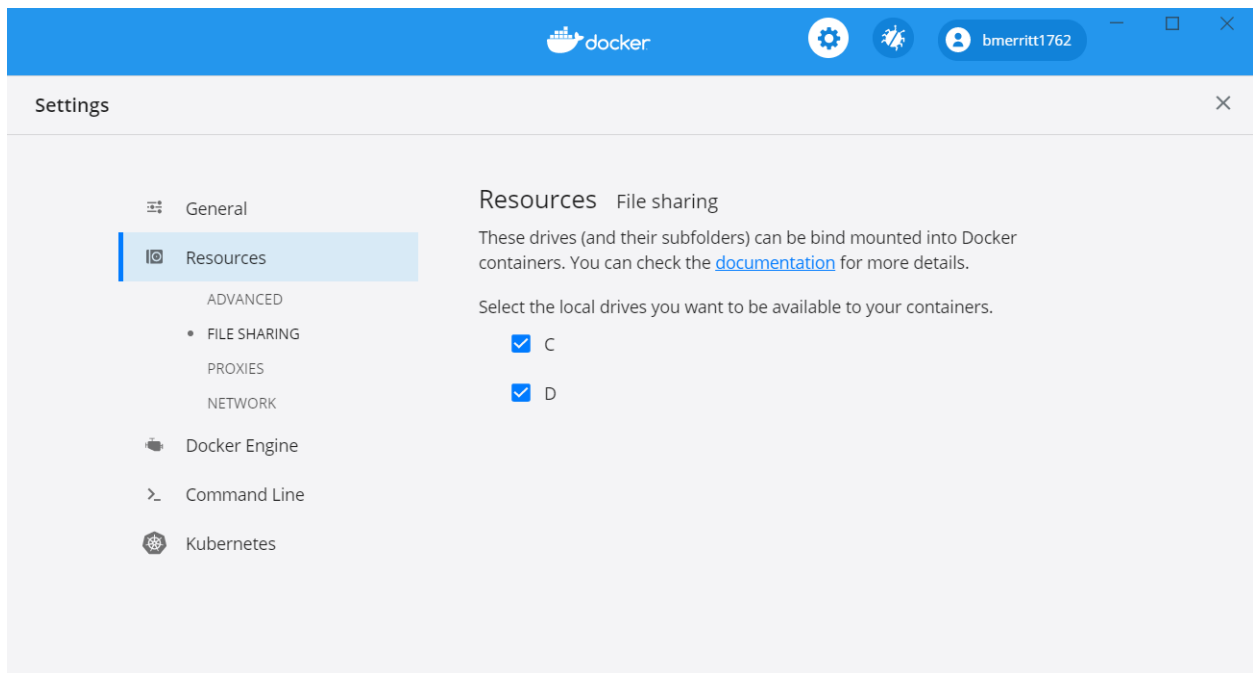 docker
bmerritt1762
Settings
General
Resources
ADVANCED
FILE SHARING
PROXIES
NETWORK
Docker Engine
Command Line
Kubernetes
Resources File sharing
These drives (and their subfolders) can be bind mounted into Docker
containers. You can check the documentation for more details.
Select the local drives you want to be available to your containers.
C
D